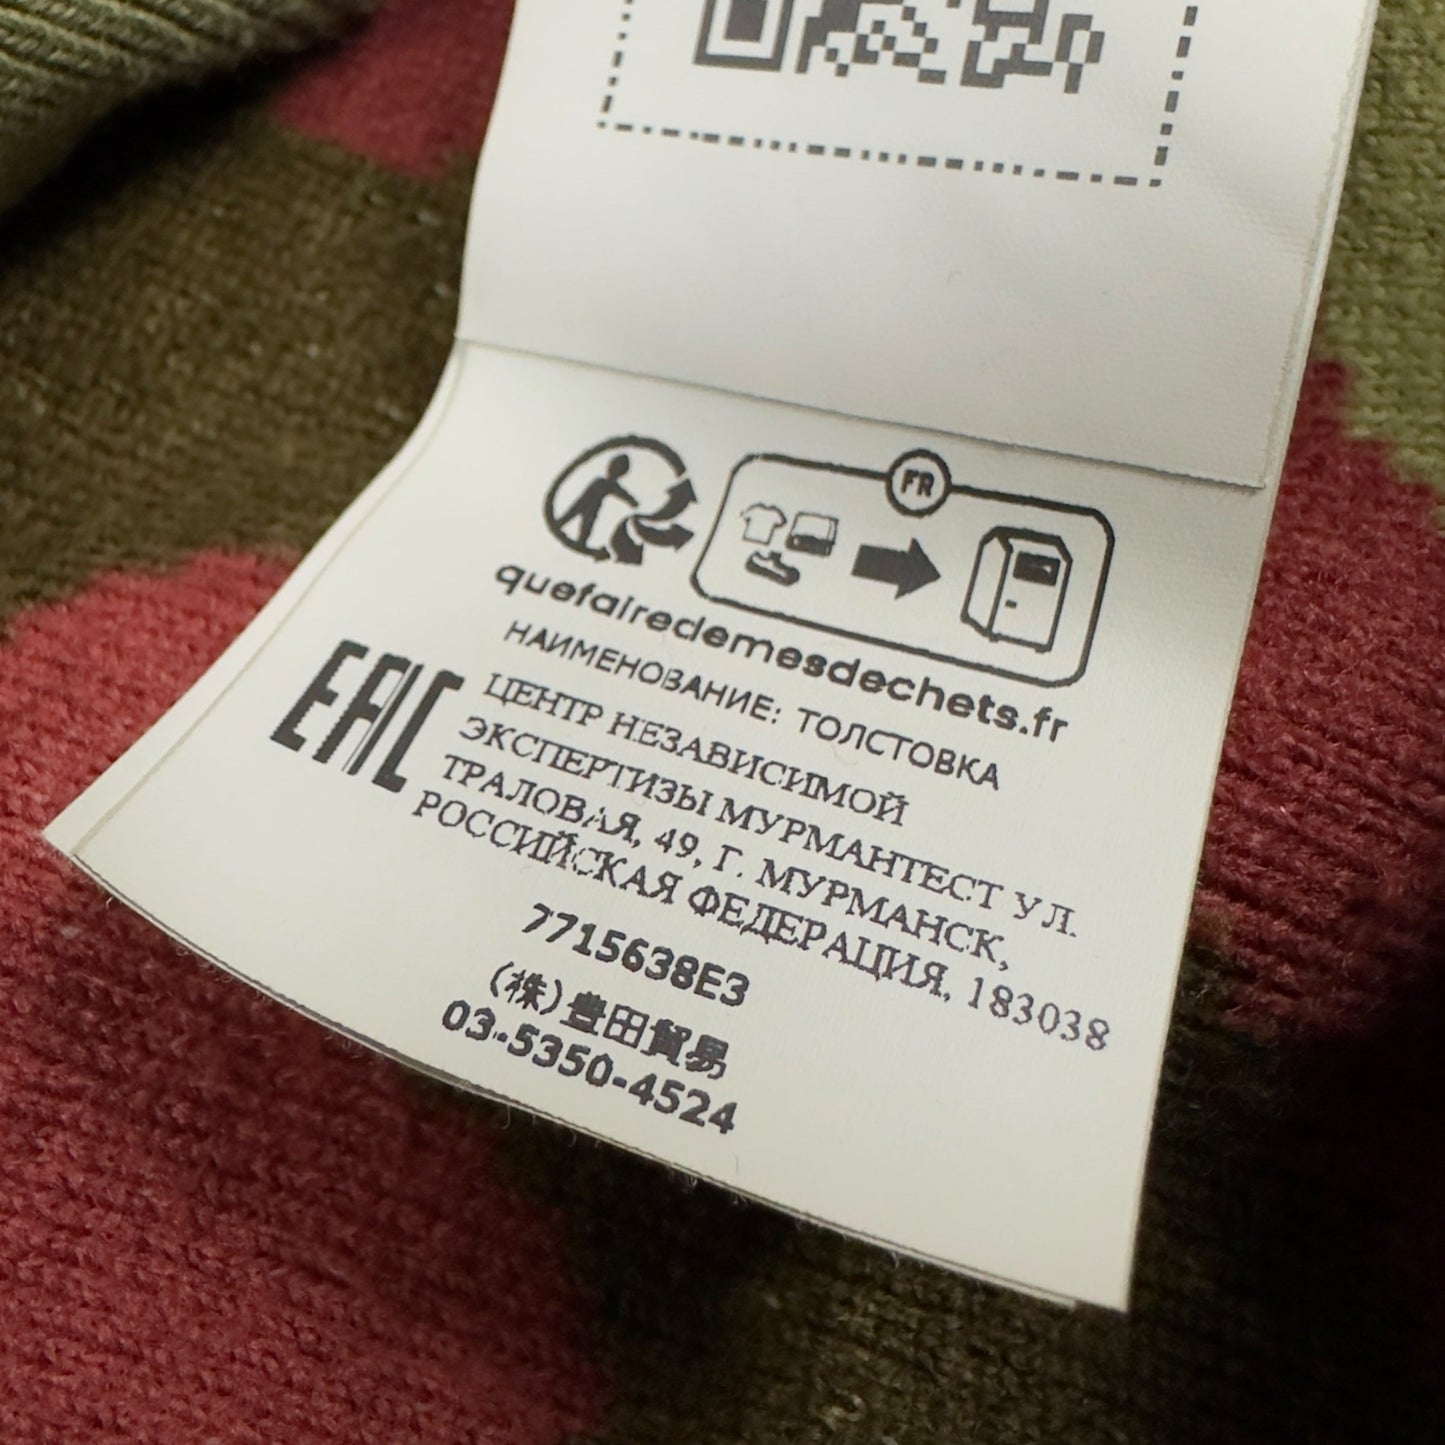 FR
quefairedemesdechets.fr
НАИМЕНОВАНИЕ: ТОЛСТОВКА
EAC
ЦЕНТР НЕЗАВИСИМОЙ
ЭКСПЕРТИЗЫ МУРМАНТЕСТ УЛ.
ТРАЛОВАЯ, 49, Г. МУРМАНСК,
РОССИЙСКАЯ ФЕДЕРАЦИЯ, 183038
7715638E3
(株)豊田貿易
03-5350-4524